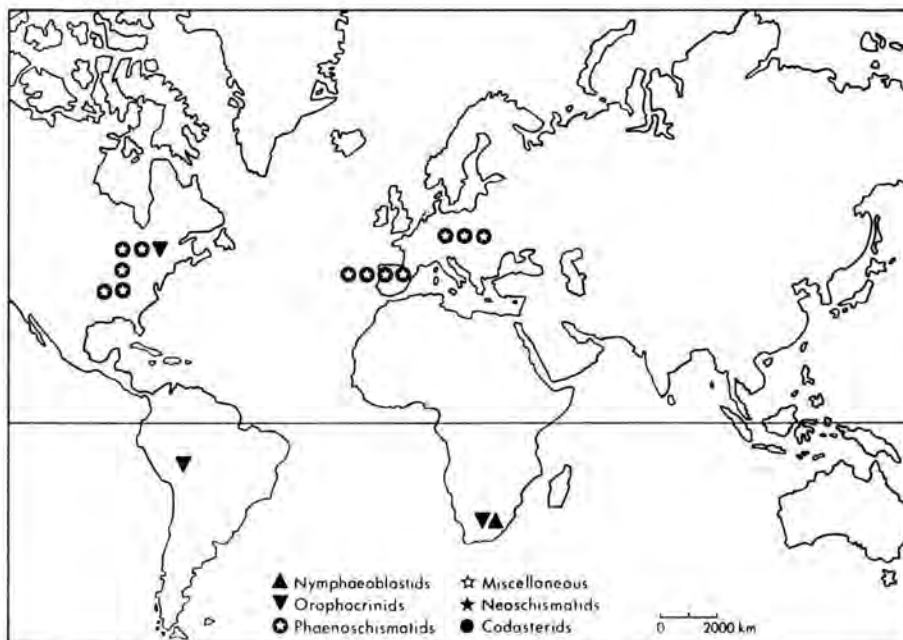 Nymphaeoblastids
Orophocrinids
Phaenoschismatids
Miscellaneous
Neoschismatids
Codasterids
0 2000 km